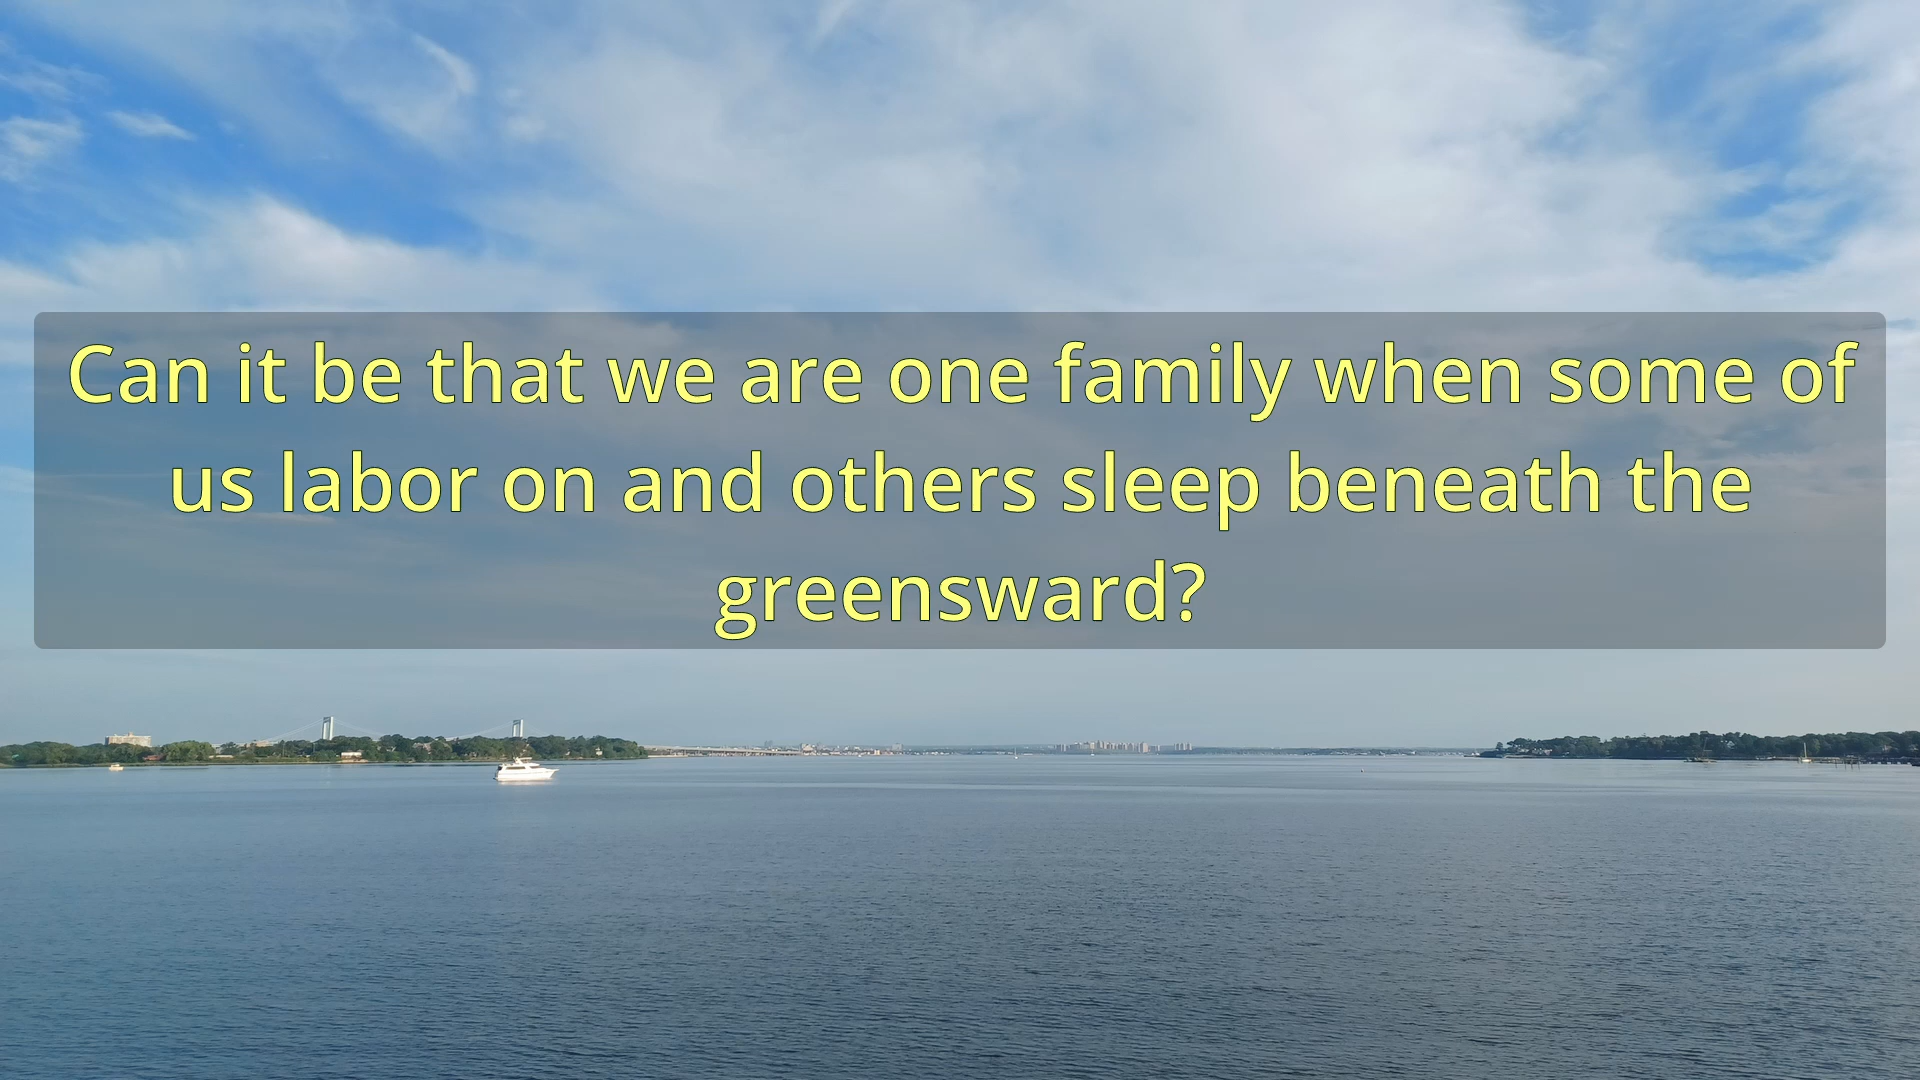 Can it be that we are one family when some of
us labor on and others sleep beneath the
greensward?